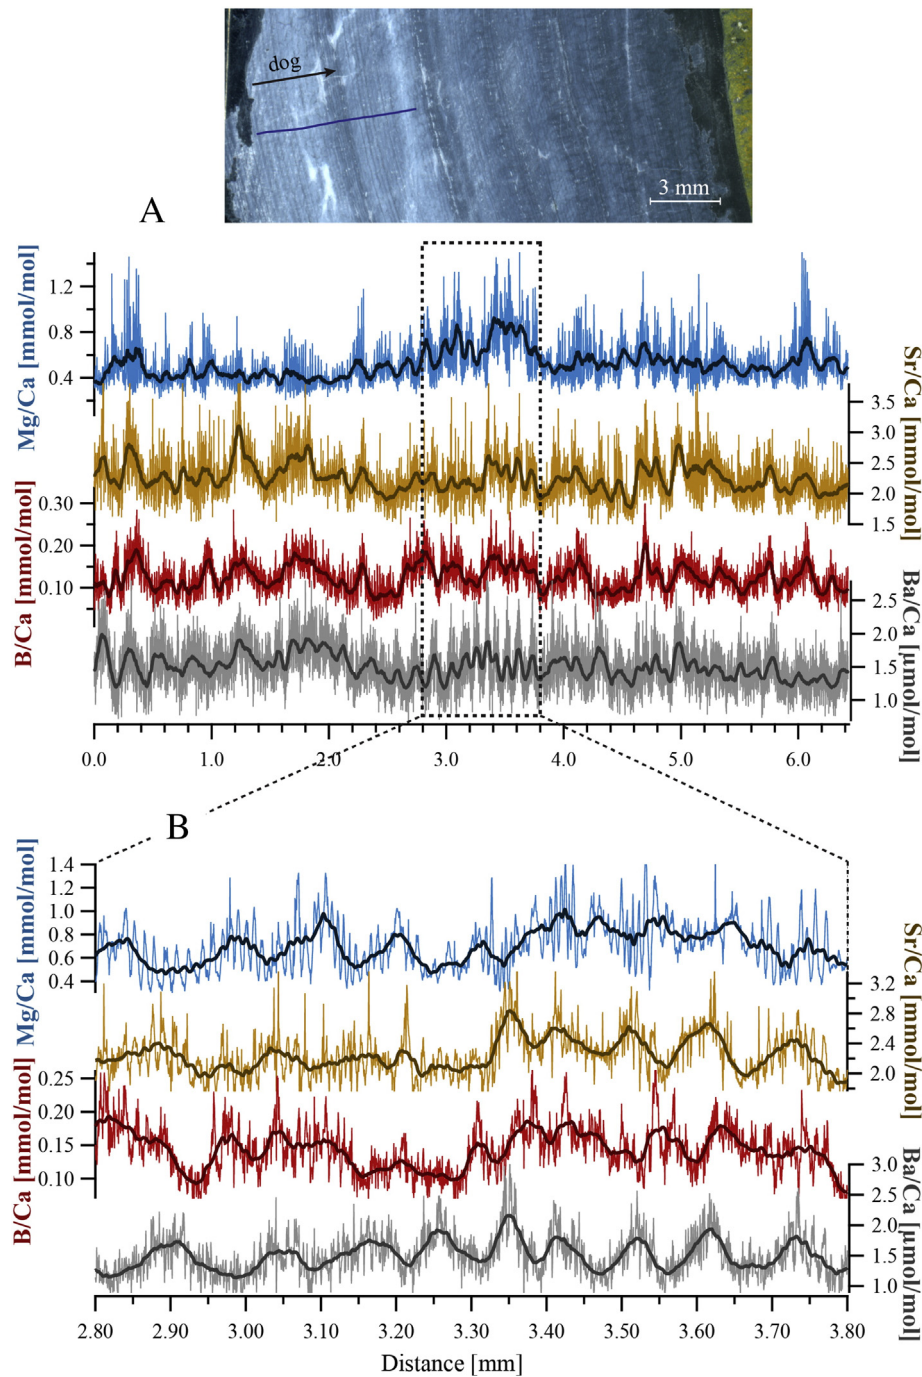 dog
3 mm
A
Mg/Ca [mmol/mol]
1.2
0.8
0.4
Sr/Ca [mmol/mol]
3.5
3.0
2.5
2.0
1.5
B/Ca [mmol/mol]
0.30
0.20
0.10
Ba/Ca [µmol/mol]
2.5
2.0
1.5
1.0
0.0 1.0 2.0 3.0 4.0 5.0 6.0
B
Mg/Ca [mmol/mol]
1.4
1.2
1.0
0.8
0.6
0.4
Sr/Ca [mmol/mol]
3.2
2.8
2.4
2.0
B/Ca [mmol/mol]
0.25
0.20
0.15
0.10
Ba/Ca [µmol/mol]
3.0
2.5
2.0
1.5
1.0
2.80 2.90 3.00 3.10 3.20 3.30 3.40 3.50 3.60 3.70 3.80
Distance [mm]